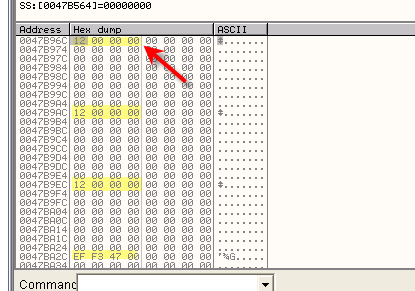 SS:[0047B564]=00000000
Address Hex dump ASCII
0047B96C 12 00 00 00 00 00 00 00 ‡.......
0047B974 00 00 00 00 00 00 00 00 ........
0047B97C 00 00 00 00 00 00 00 00 ........
0047B984 00 00 00 00 00 00 00 00 ........
0047B98C 00 00 00 00 00 00 00 00 ........
0047B994 00 00 00 00 00 00 00 00 ........
0047B99C 00 00 00 00 00 00 00 00 ........
0047B9A4 00 00 00 00 00 00 00 00 ........
0047B9AC 12 00 00 00 00 00 00 00 ‡.......
0047B9B4 00 00 00 00 00 00 00 00 ........
0047B9BC 00 00 00 00 00 00 00 00 ........
0047B9C4 00 00 00 00 00 00 00 00 ........
0047B9CC 00 00 00 00 00 00 00 00 ........
0047B9D4 00 00 00 00 00 00 00 00 ........
0047B9DC 00 00 00 00 00 00 00 00 ........
0047B9E4 00 00 00 00 00 00 00 00 ........
0047B9EC 12 00 00 00 00 00 00 00 ‡.......
0047B9F4 00 00 00 00 00 00 00 00 ........
0047B9FC 00 00 00 00 00 00 00 00 ........
0047BA04 00 00 00 00 00 00 00 00 ........
0047BA0C 00 00 00 00 00 00 00 00 ........
0047BA14 00 00 00 00 00 00 00 00 ........
0047BA1C 00 00 00 00 00 00 00 00 ........
0047BA24 00 00 00 00 00 00 00 00 ........
0047BA2C EF F3 47 00 00 00 00 00 '¾G.....
0047BA34 00 00 00 00 00 00 00 00 ........
Command